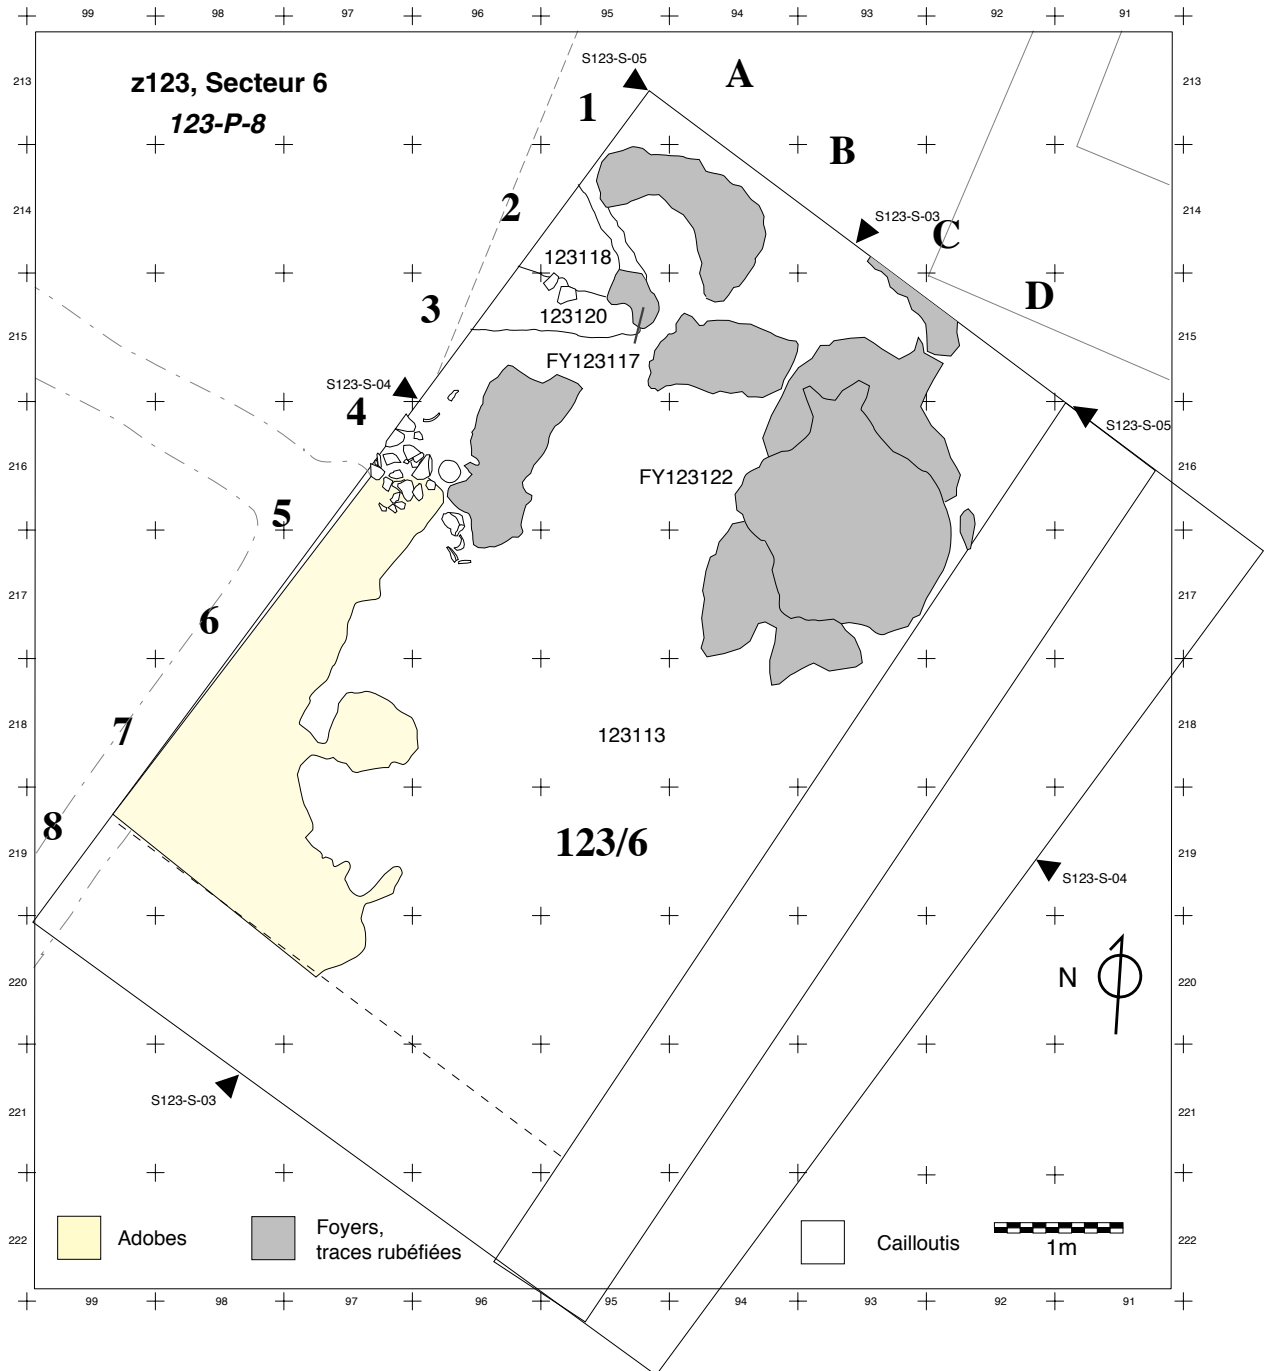 99 98 97 96 95 94 93 92 91
z123, Secteur 6
123-P-8
S123-S-05
A
213
213
1
B
2
214
214
S123-S-03
C
123118
D
3
123120
215
215
FY123117
S123-S-04
4
S123-S-05
216
FY123122
216
5
217
6
217
218
7
123113
218
8
123/6
219
219
S123-S-04
N
220
220
S123-S-03
221
221
Adobes
Foyers,
traces rubéfiées
Cailloutis
1m
222
222
99 98 97 96 95 94 93 92 91